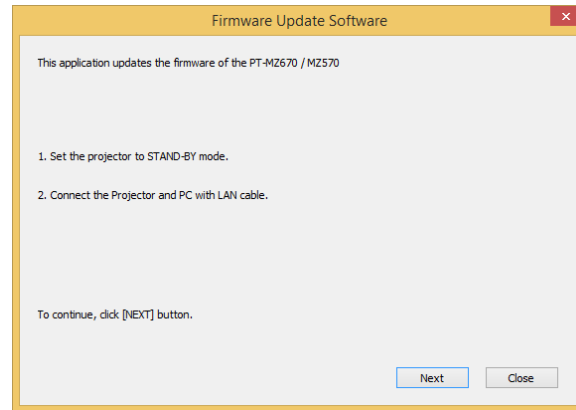 Firmware Update Software
This application updates the firmware of the PT-MZ670 / MZ570
1. Set the projector to STAND-BY mode.
2. Connect the Projector and PC with LAN cable.
To continue, click [NEXT] button.
Next Close